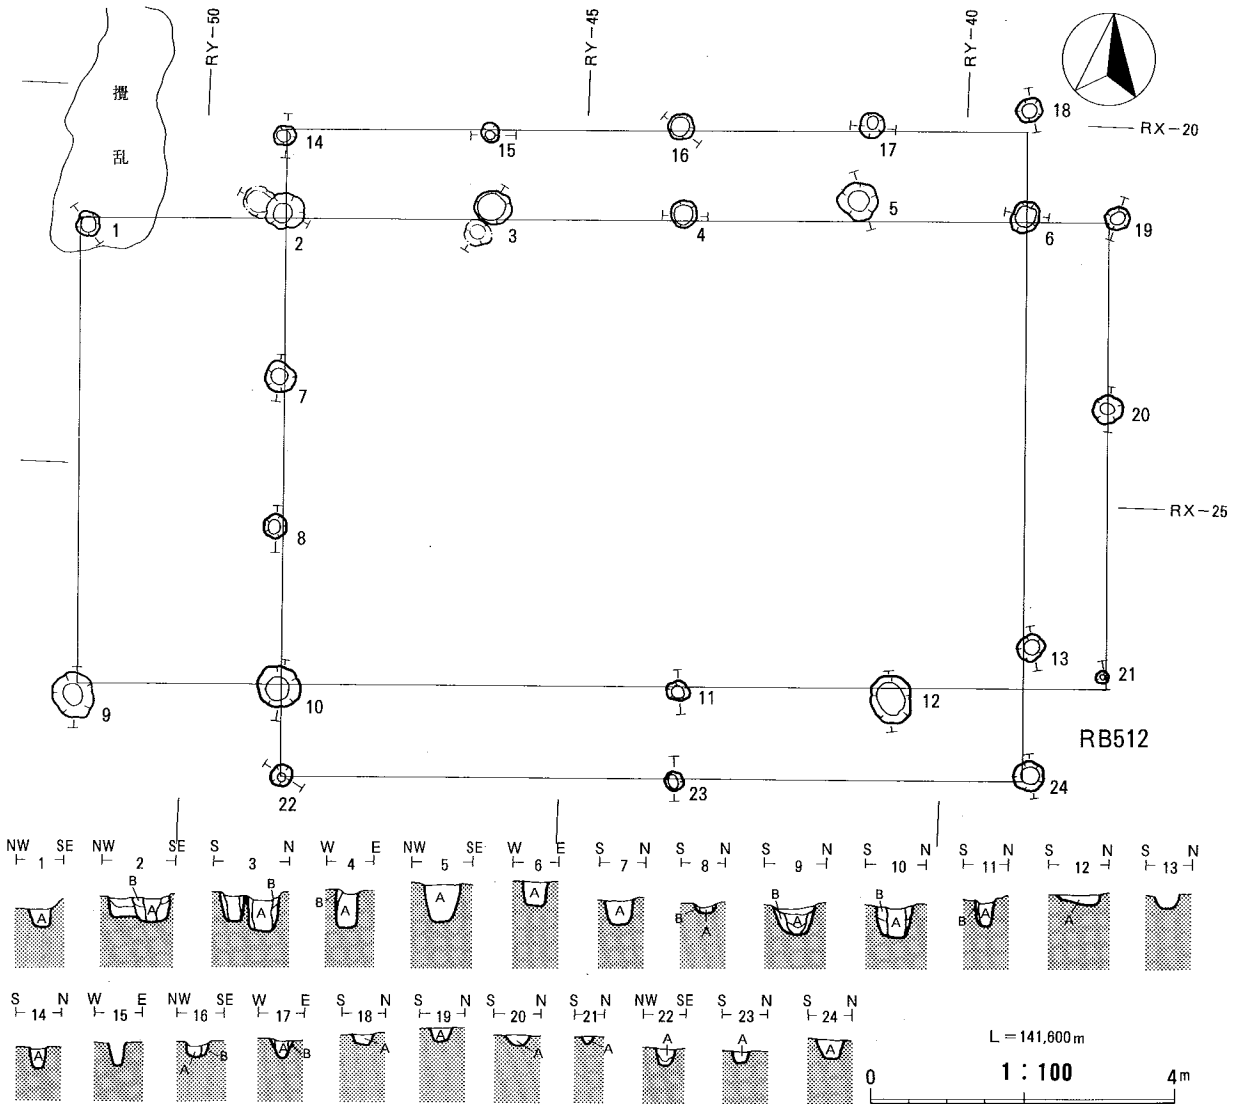 RY-50
RY-45
RY-40
攪
乱
18
RX-20
14
15
16
17
1
2
3
4
5
6
19
7
20
8
RX-25
13
21
9
10
11
12
RB512
22
23
24
NW SE NW SE S N W E NW SE W E S N S N S N S N S N S N S N
1 2 3 4 5 6 7 8 9 10 11 12 13
A
B A
B A
B A
A
A
A
B A
B A
B A
B A
A
S N W E NW SE W E S N S N S N S N NW SE S N S N
14 15 16 17 18 19 20 21 22 23 24
A
A B
A B
A
A
A
A
A
A
A
L=141,600m
1:100
0 4m